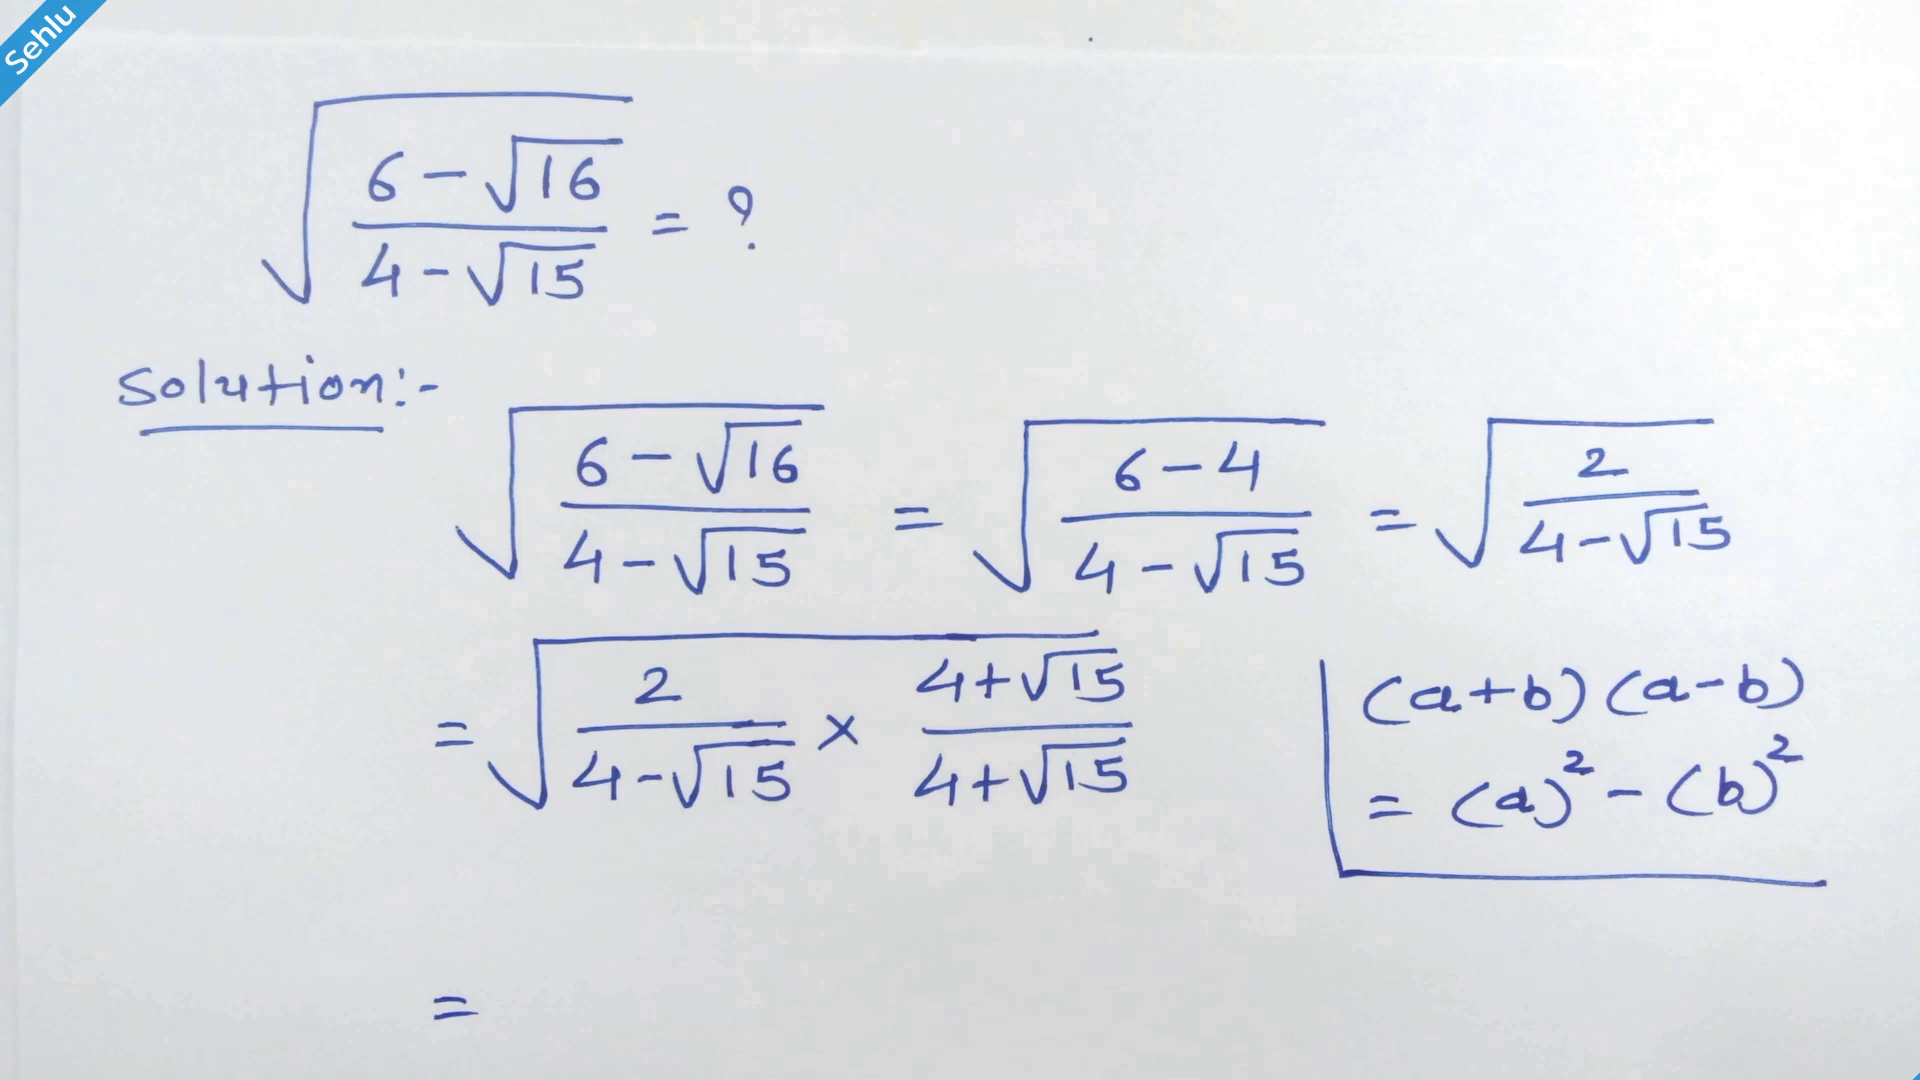 Sehlu
√((6-√16)/(4-√15)) = ?
Solution:-
√((6-√16)/(4-√15)) = √((6-4)/(4-√15)) = √(2/(4-√15))
= √(2/(4-√15) × (4+√15)/(4+√15))
(a+b)(a-b)
= (a)² - (b)²
=